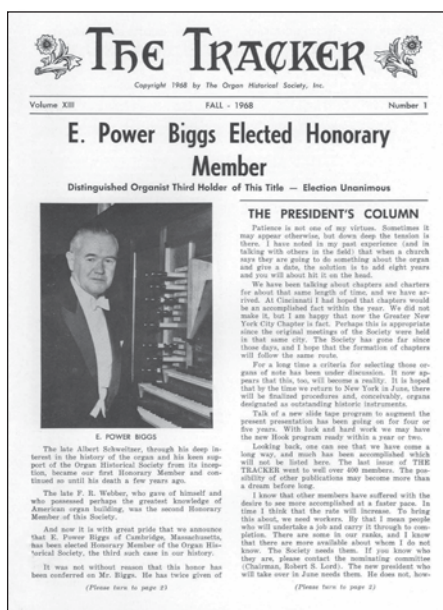 THE TRACKER
Copyright 1968 by The Organ Historical Society, Inc.
Volume XIII
FALL - 1968
Number 1
E. Power Biggs Elected Honorary
Member
Distinguished Organist Third Holder of This Title — Election Unanimous
E. POWER BIGGS
The late Albert Schweitzer, through his deep in-
terest in the history of the organ and his keen sup-
port of the Organ Historical Society from its incep-
tion, became our first Honorary Member and con-
tinued so until his death a few years ago.
The late F. R. Webber, who gave of himself and
who possessed perhaps the greatest knowledge of
American organ building, was the second Honorary
Member of this Society.
And now it is with great pride that we announce
that E. Power Biggs of Cambridge, Massachusetts,
has been elected Honorary Member of the Organ His-
torical Society, the third such case in our history.
It was not without reason that this honor has
been conferred on Mr. Biggs. He has twice given of
(Please turn to page 2)
THE PRESIDENT'S COLUMN
Patience is not one of my virtues. Sometimes it
may appear otherwise, but down deep the tension is
there. I have noted in my past experience (and in
talking with others in the field) that when a church
says they are going to do something about the organ
and give a date, the solution is to add eight years
and you will about hit it on the head.
We have been talking about chapters and charters
for about that same length of time, and we have ar-
rived. At Cincinnati I had hoped that chapters would
be an accomplished fact within the year. We did not
make it, but I am happy that now the Greater New
York City Chapter is fact. Perhaps this is appropriate
since the original meetings of the Society were held
in that same city. The Society has gone far since
those days, and I hope that the formation of chapters
will follow the same route.
For a long time a criteria for selecting those or-
gans of note has been under discussion. It now ap-
pears that this, too, will become a reality. It is hoped
that by the time we return to New York in June, there
will be finalized procedures and, conceivably, organs
designated as outstanding historic instruments.
Talk of a new slide tape program to augment the
present presentation has been going on for four or
five years. With luck and hard work we may have
the new Hook program ready within a year or two.
Looking back, one can see that we have come a
long way, and much has been accomplished which
will not be listed here. The last issue of THE
TRACKER went to well over 400 members. The pos-
sibility of other publications may become more than
a dream before long.
I know that other members have suffered with the
desire to see more accomplished at a faster pace. In
time I think that the rate will increase. To bring
this about, we need workers. By that I mean people
who will undertake a job and carry it through to com-
pletion. There are some in our ranks, and I know
that there are more available about whom I do not
know. The Society needs them. If you know who
they are, please contact the nominating committee
(Chairman, Robert S. Lord). The new president who
will take over in June needs them. He does not, how-
(Please turn to page 2)